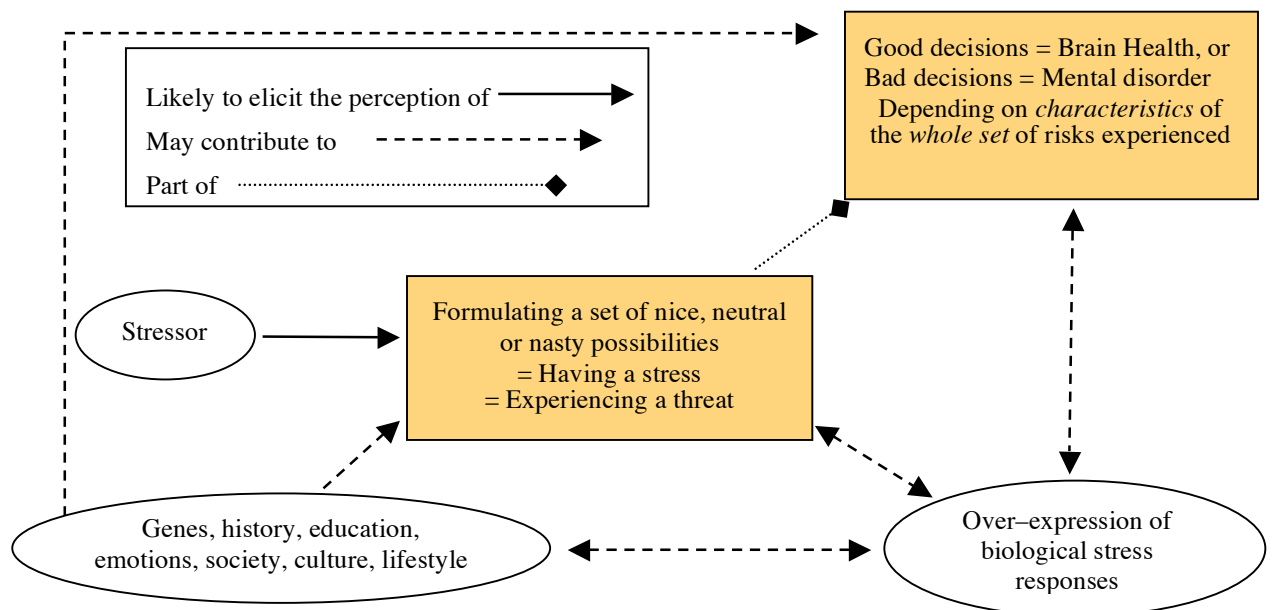 Good decisions = Brain Health, or
Bad decisions = Mental disorder
Depending on characteristics of
the whole set of risks experienced
Likely to elicit the perception of
May contribute to
Part of
Formulating a set of nice, neutral
or nasty possibilities
= Having a stress
= Experiencing a threat
Stressor
Genes, history, education,
emotions, society, culture, lifestyle
Over–expression of
biological stress
responses